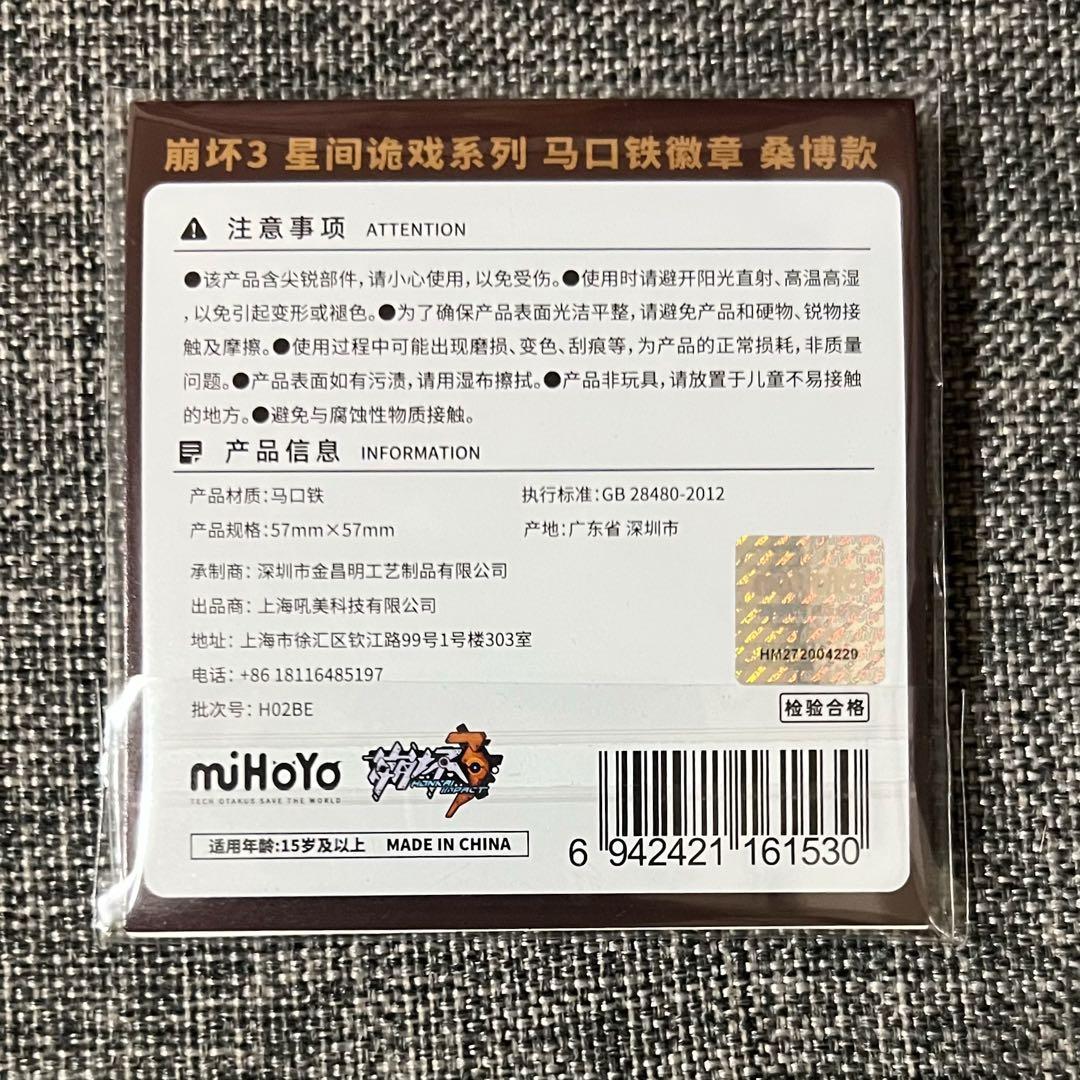 崩坏3 星间诡戏系列 马口铁徽章 桑博款
注意事项 ATTENTION
●该产品含尖锐部件,请小心使用,以免受伤。●使用时请避开阳光直射、高温高湿
,以免引起变形或褪色。●为了确保产品表面光洁平整,请避免产品和硬物、锐物接
触及摩擦。●使用过程中可能出现磨损、变色、刮痕等,为产品的正常损耗,非质量
问题。●产品表面如有污渍,请用湿布擦拭。●产品非玩具,请放置于儿童不易接触
的地方。●避免与腐蚀性物质接触。
产品信息 INFORMATION
产品材质:马口铁 执行标准:GB 28480-2012
产品规格:57mm×57mm 产地:广东省 深圳市
承制商:深圳市金昌明工艺制品有限公司
出品商:上海吼美科技有限公司
地址:上海市徐汇区钦江路99号1号楼303室
HM272004229
电话:+86 18116485197
批次号:H02BE
检验合格
miHoYo
TECH OTAKUS SAVE THE WORLD
崩坏3
HONKAI IMPACT
适用年龄:15岁及以上 MADE IN CHINA
6 942421 161530